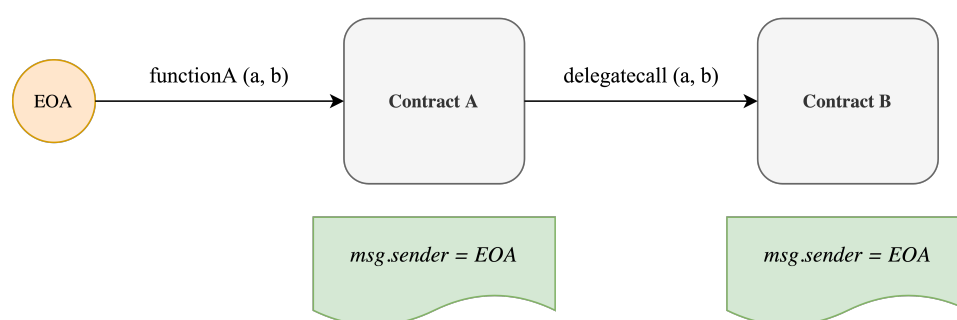 functionA (a, b)
delegatecall (a, b)
EOA
Contract A
Contract B
msg.sender = EOA
msg.sender = EOA